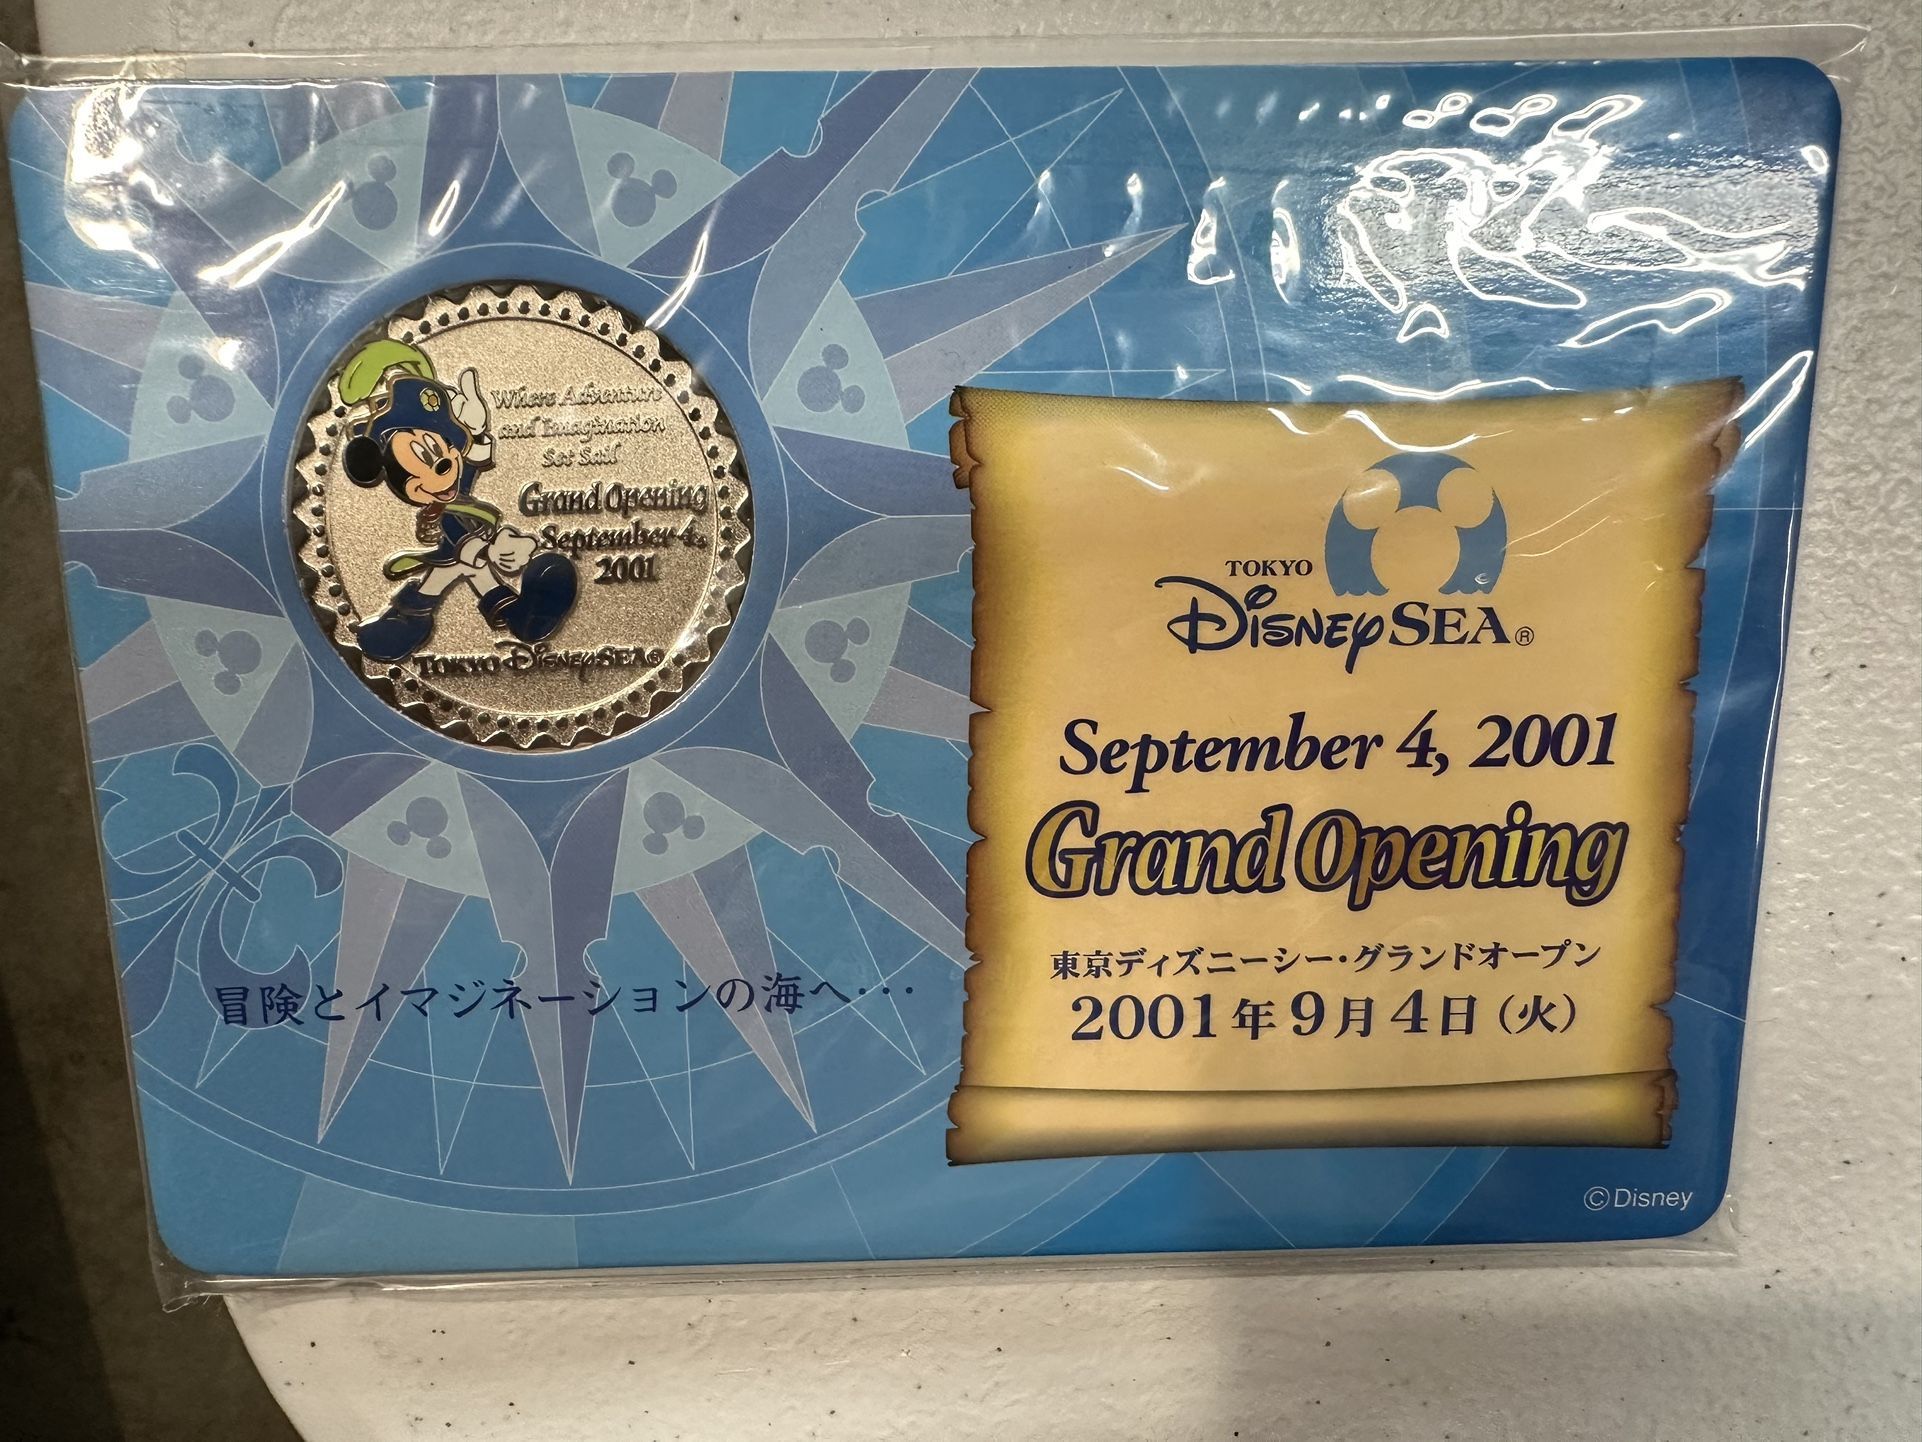 Where Adventure
and Imagination
Set Sail
Grand Opening
September 4,
2001
TOKYO DISNEYSEA®
冒険とイマジネーションの海へ･･･
TOKYO
DISNEYSEA®
September 4, 2001
Grand Opening
東京ディズニーシー・グランドオープン
2001年9月4日(火)
©Disney